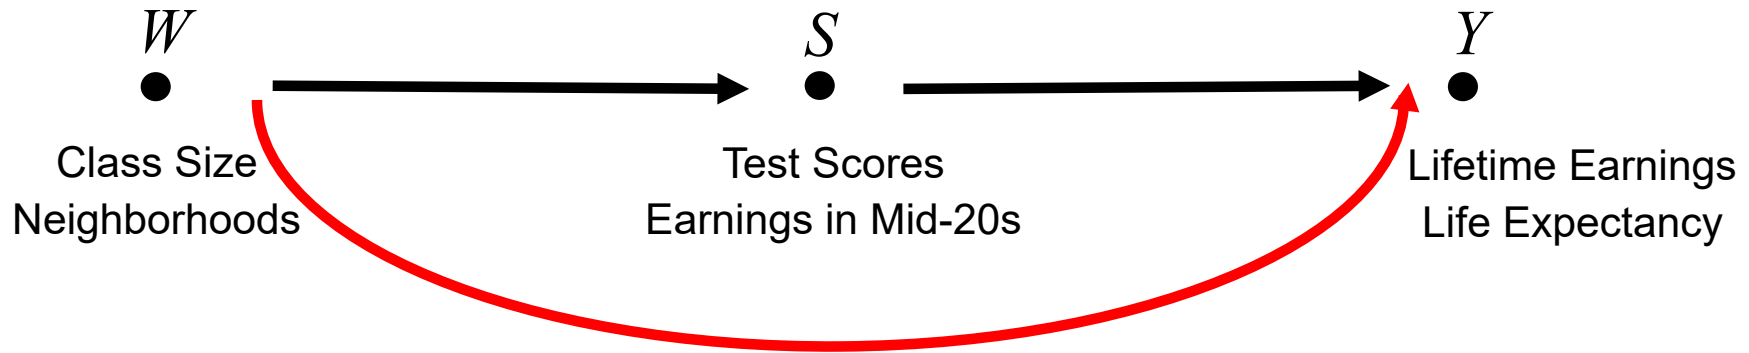 W
S
Y
Class Size
Neighborhoods
Test Scores
Earnings in Mid-20s
Lifetime Earnings
Life Expectancy